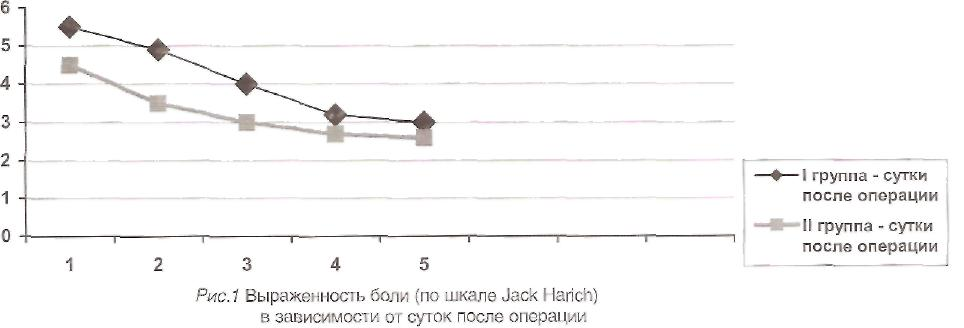 6
5
4
3
2
1
0
1 2 3 4 5
I группа - сутки
после операции
II группа - сутки
после операции
Рис.1 Выраженность боли (по шкале Jack Harich)
в зависимости от суток после операции